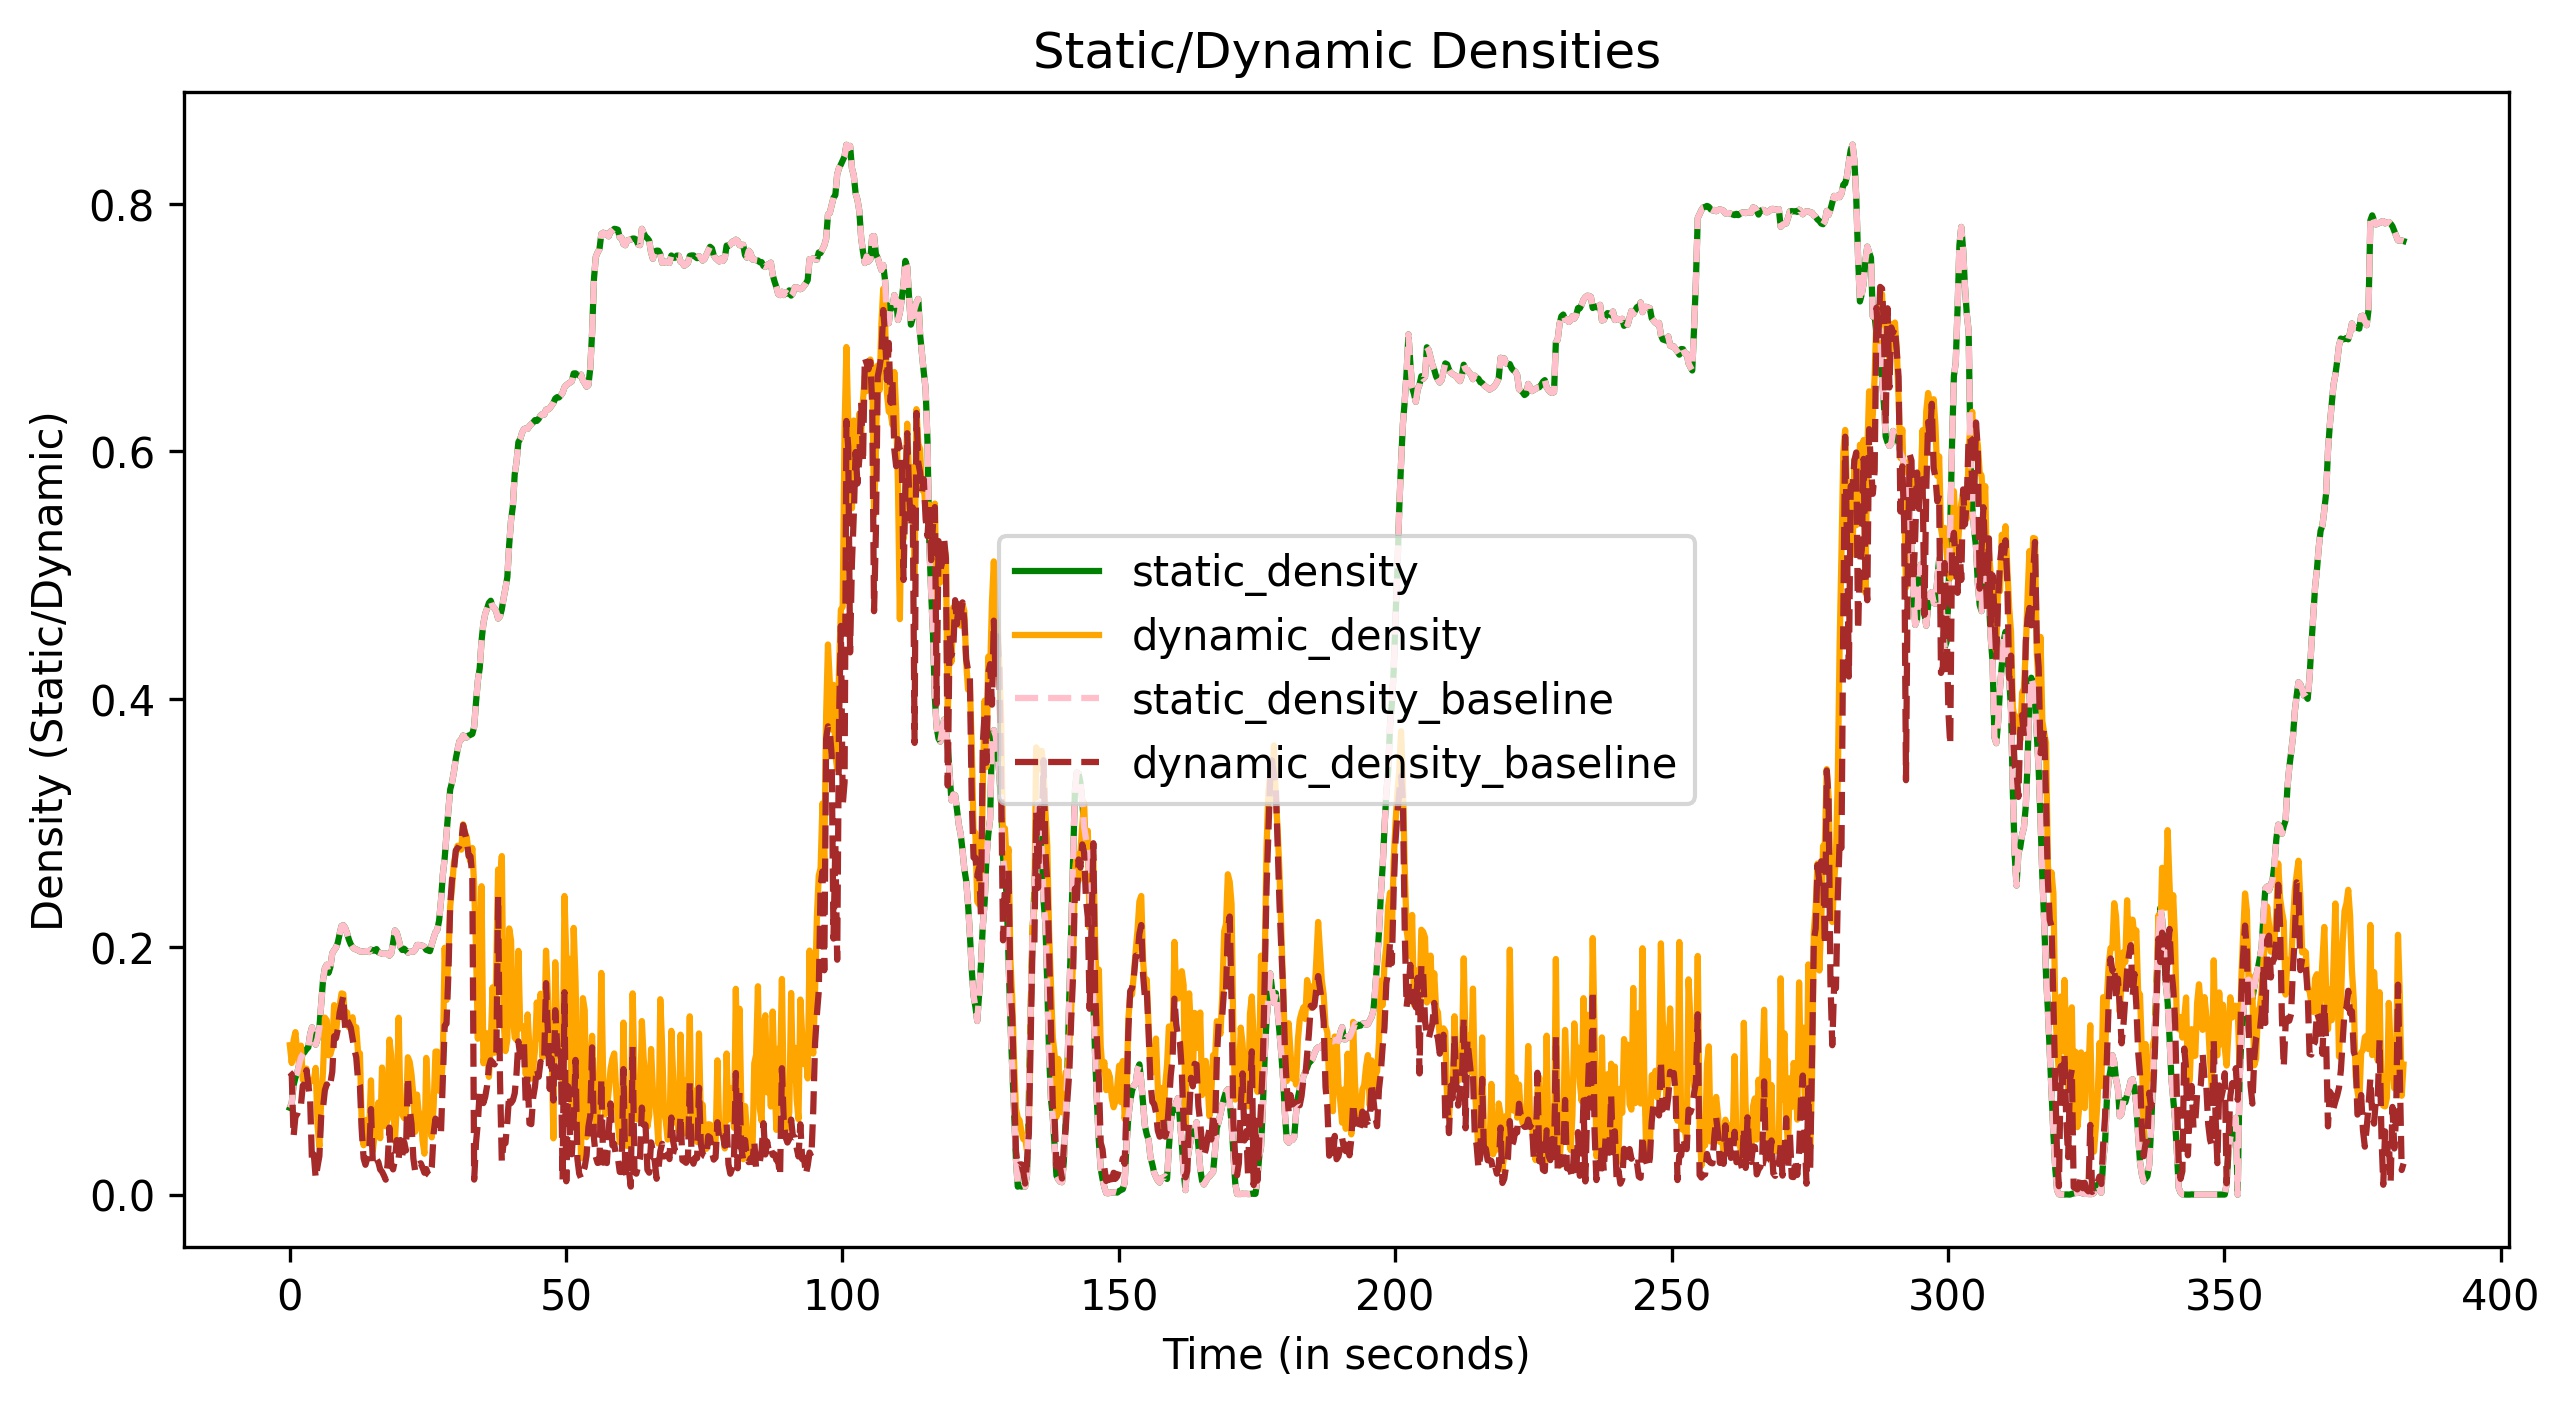 Static/Dynamic Densities
Density (Static/Dynamic)
0.8
0.6
0.4
0.2
0.0
static_density
dynamic_density
static_density_baseline
dynamic_density_baseline
0 50 100 150 200 250 300 350 400
Time (in seconds)